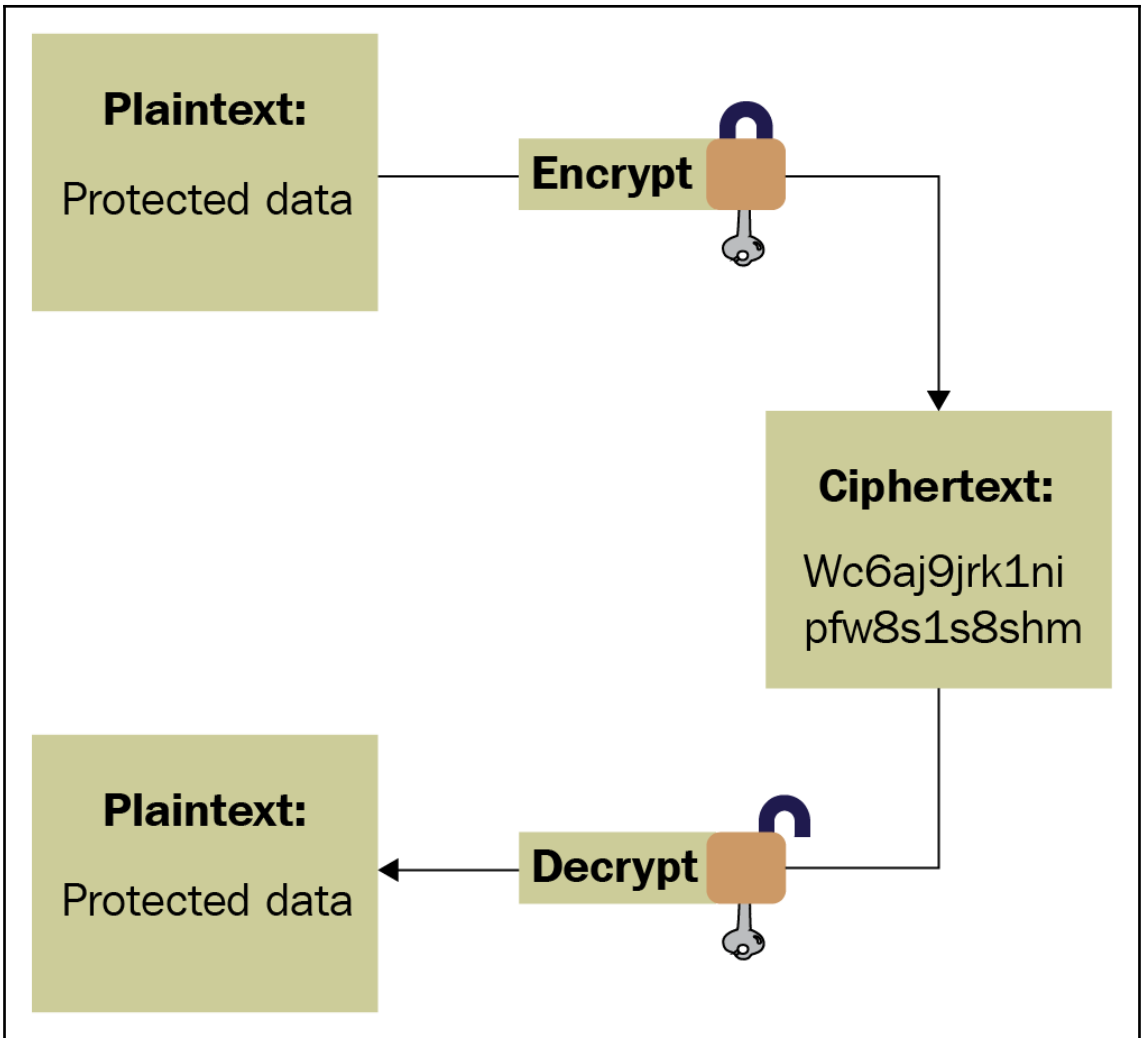 Plaintext:
Protected data
Encrypt
Ciphertext:
Wc6aj9jrk1ni
pfw8s1s8shm
Decrypt
Plaintext:
Protected data